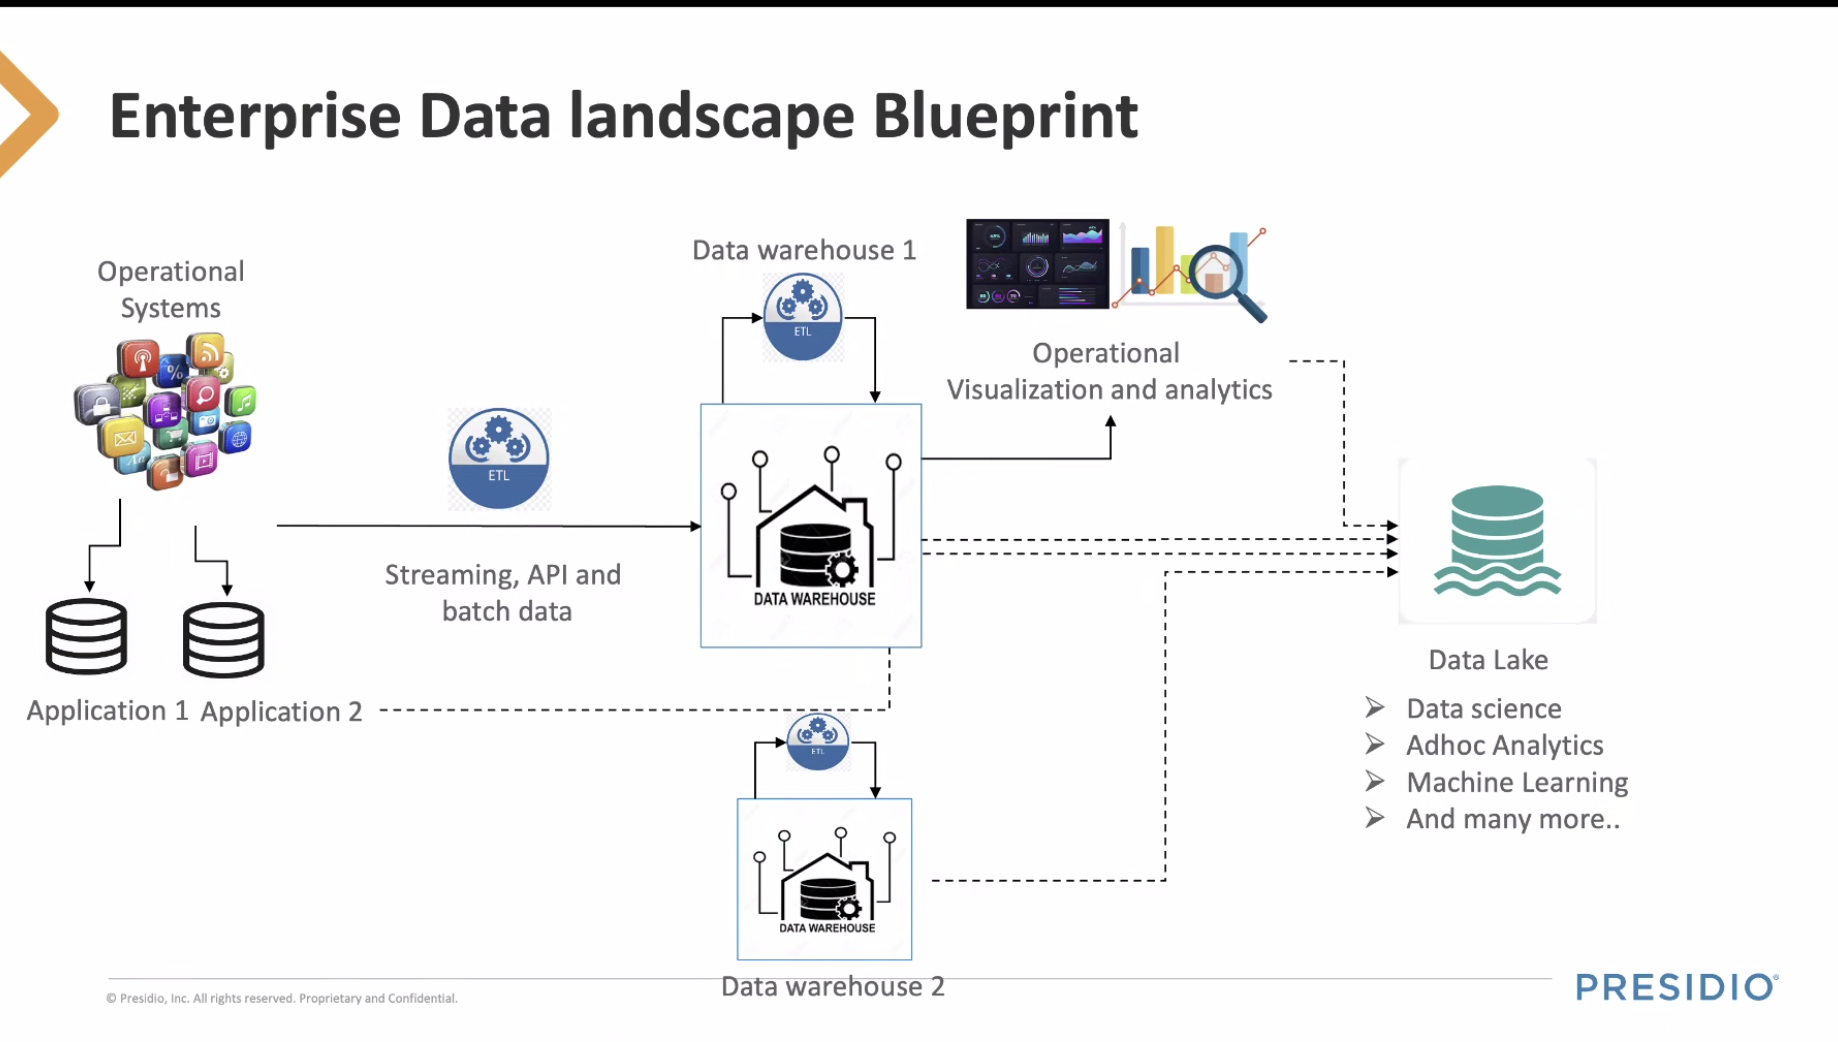 Enterprise Data landscape Blueprint
Operational
Systems
Application 1
Application 2
ETL
Streaming, API and
batch data
Data warehouse 1
ETL
DATA WAREHOUSE
Operational
Visualization and analytics
ETL
DATA WAREHOUSE
Data warehouse 2
Data Lake
➢ Data science
➢ Adhoc Analytics
➢ Machine Learning
➢ And many more..
© Presidio, Inc. All rights reserved. Proprietary and Confidential.
PRESIDIO